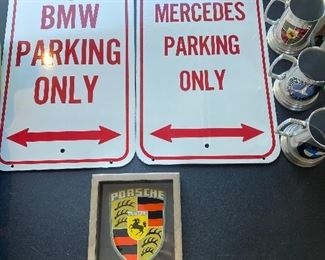 BMW
PARKING
ONLY
MERCEDES
PARKING
ONLY
PORSCHE